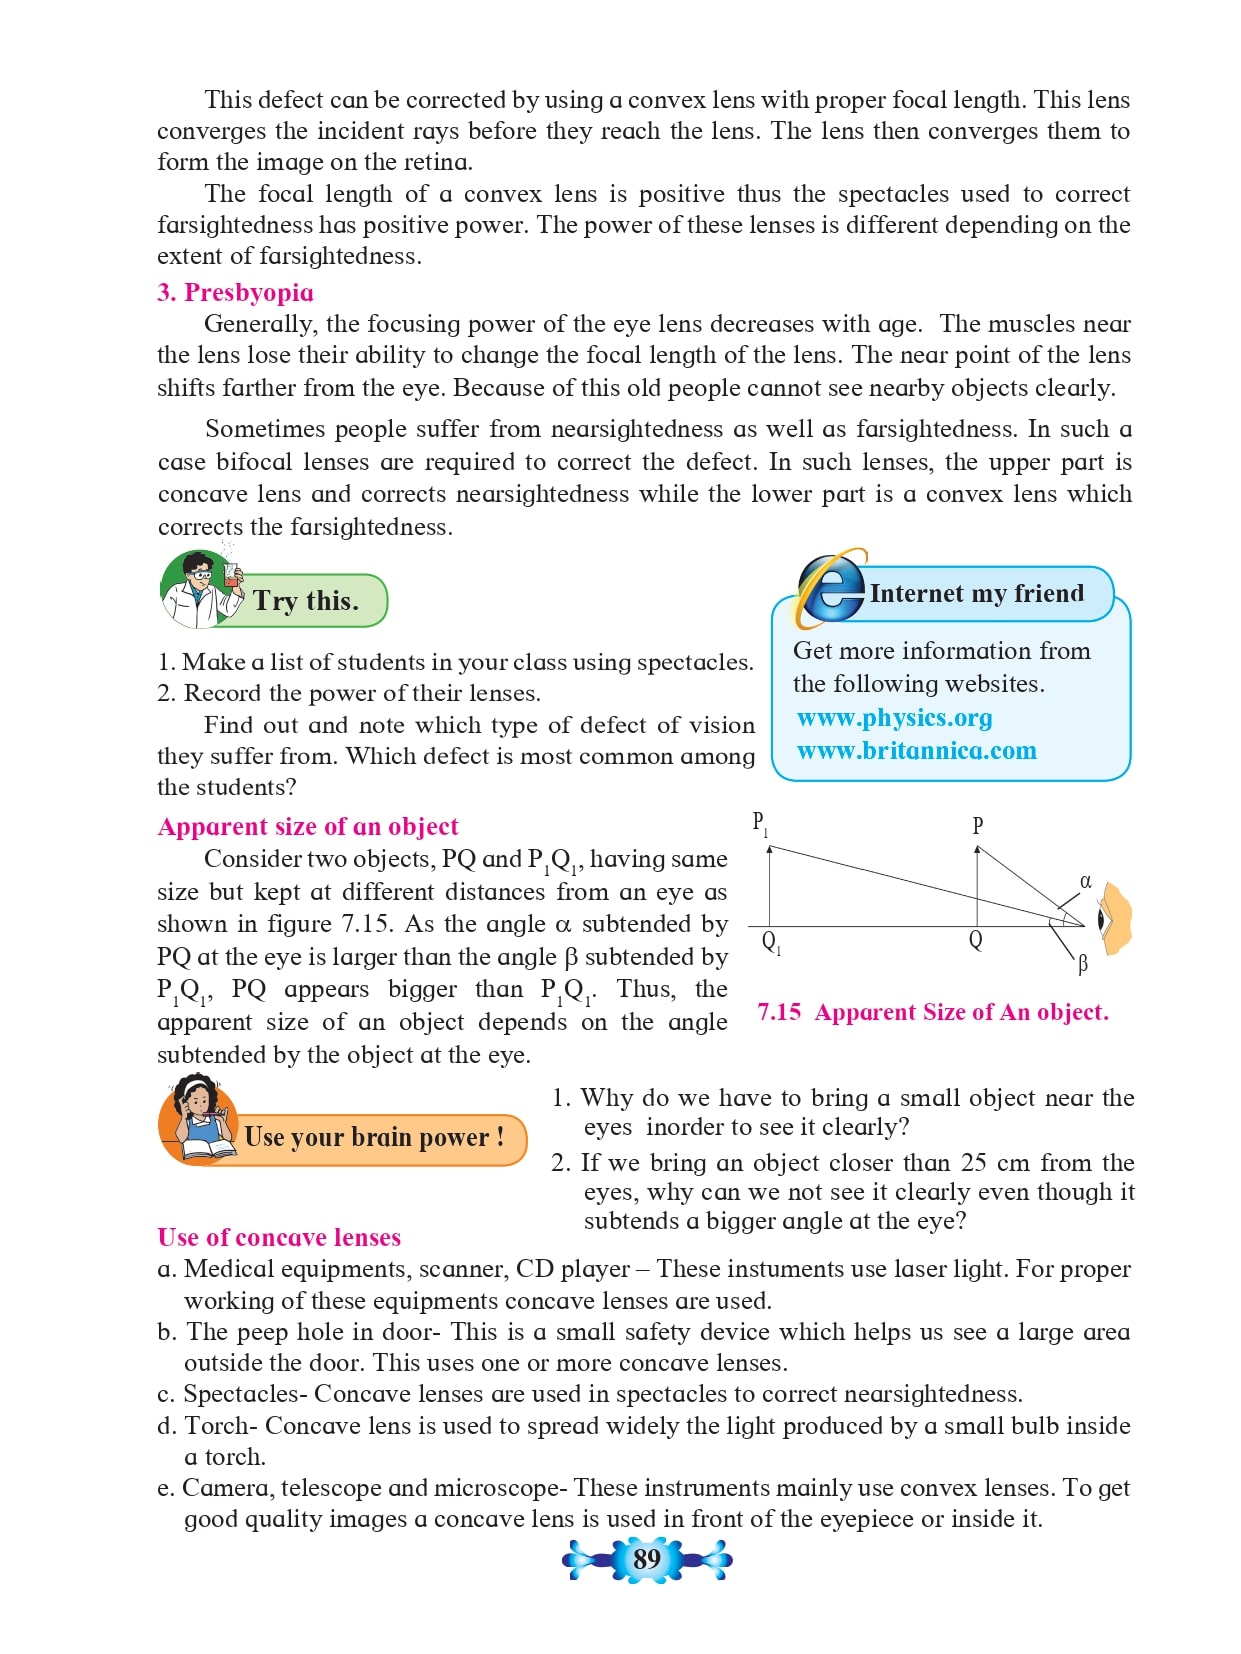 This defect can be corrected by using a convex lens with proper focal length. This lens
converges the incident rays before they reach the lens. The lens then converges them to
form the image on the retina.
The focal length of a convex lens is positive thus the spectacles used to correct
farsightedness has positive power. The power of these lenses is different depending on the
extent of farsightedness.
3. Presbyopia
Generally, the focusing power of the eye lens decreases with age. The muscles near
the lens lose their ability to change the focal length of the lens. The near point of the lens
shifts farther from the eye. Because of this old people cannot see nearby objects clearly.
Sometimes people suffer from nearsightedness as well as farsightedness. In such a
case bifocal lenses are required to correct the defect. In such lenses, the upper part is
concave lens and corrects nearsightedness while the lower part is a convex lens which
corrects the farsightedness.
Try this.
1. Make a list of students in your class using spectacles.
2. Record the power of their lenses.
Find out and note which type of defect of vision
they suffer from. Which defect is most common among
the students?
Internet my friend
Get more information from
the following websites.
www.physics.org
www.britannica.com
Apparent size of an object
Consider two objects, PQ and P₁Q₁, having same
size but kept at different distances from an eye as
shown in figure 7.15. As the angle α subtended by
PQ at the eye is larger than the angle β subtended by
P₁Q₁, PQ appears bigger than P₁Q₁. Thus, the
apparent size of an object depends on the angle
subtended by the object at the eye.
P₁
P
α
Q₁
Q
β
7.15 Apparent Size of An object.
Use your brain power !
1. Why do we have to bring a small object near the
eyes inorder to see it clearly?
2. If we bring an object closer than 25 cm from the
eyes, why can we not see it clearly even though it
subtends a bigger angle at the eye?
Use of concave lenses
a. Medical equipments, scanner, CD player – These instuments use laser light. For proper
working of these equipments concave lenses are used.
b. The peep hole in door- This is a small safety device which helps us see a large area
outside the door. This uses one or more concave lenses.
c. Spectacles- Concave lenses are used in spectacles to correct nearsightedness.
d. Torch- Concave lens is used to spread widely the light produced by a small bulb inside
a torch.
e. Camera, telescope and microscope- These instruments mainly use convex lenses. To get
good quality images a concave lens is used in front of the eyepiece or inside it.
89